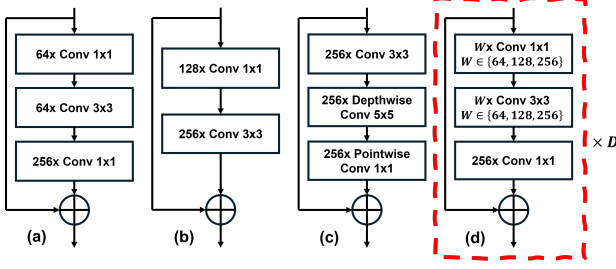 64x Conv 1x1
64x Conv 3x3
256x Conv 1x1
(a)
128x Conv 1x1
256x Conv 3x3
(b)
256x Conv 3x3
256x Depthwise
Conv 5x5
256x Pointwise
Conv 1x1
(c)
Wx Conv 1x1
W ∈ {64, 128, 256}
Wx Conv 3x3
W ∈ {64, 128, 256}
256x Conv 1x1
(d)
× D